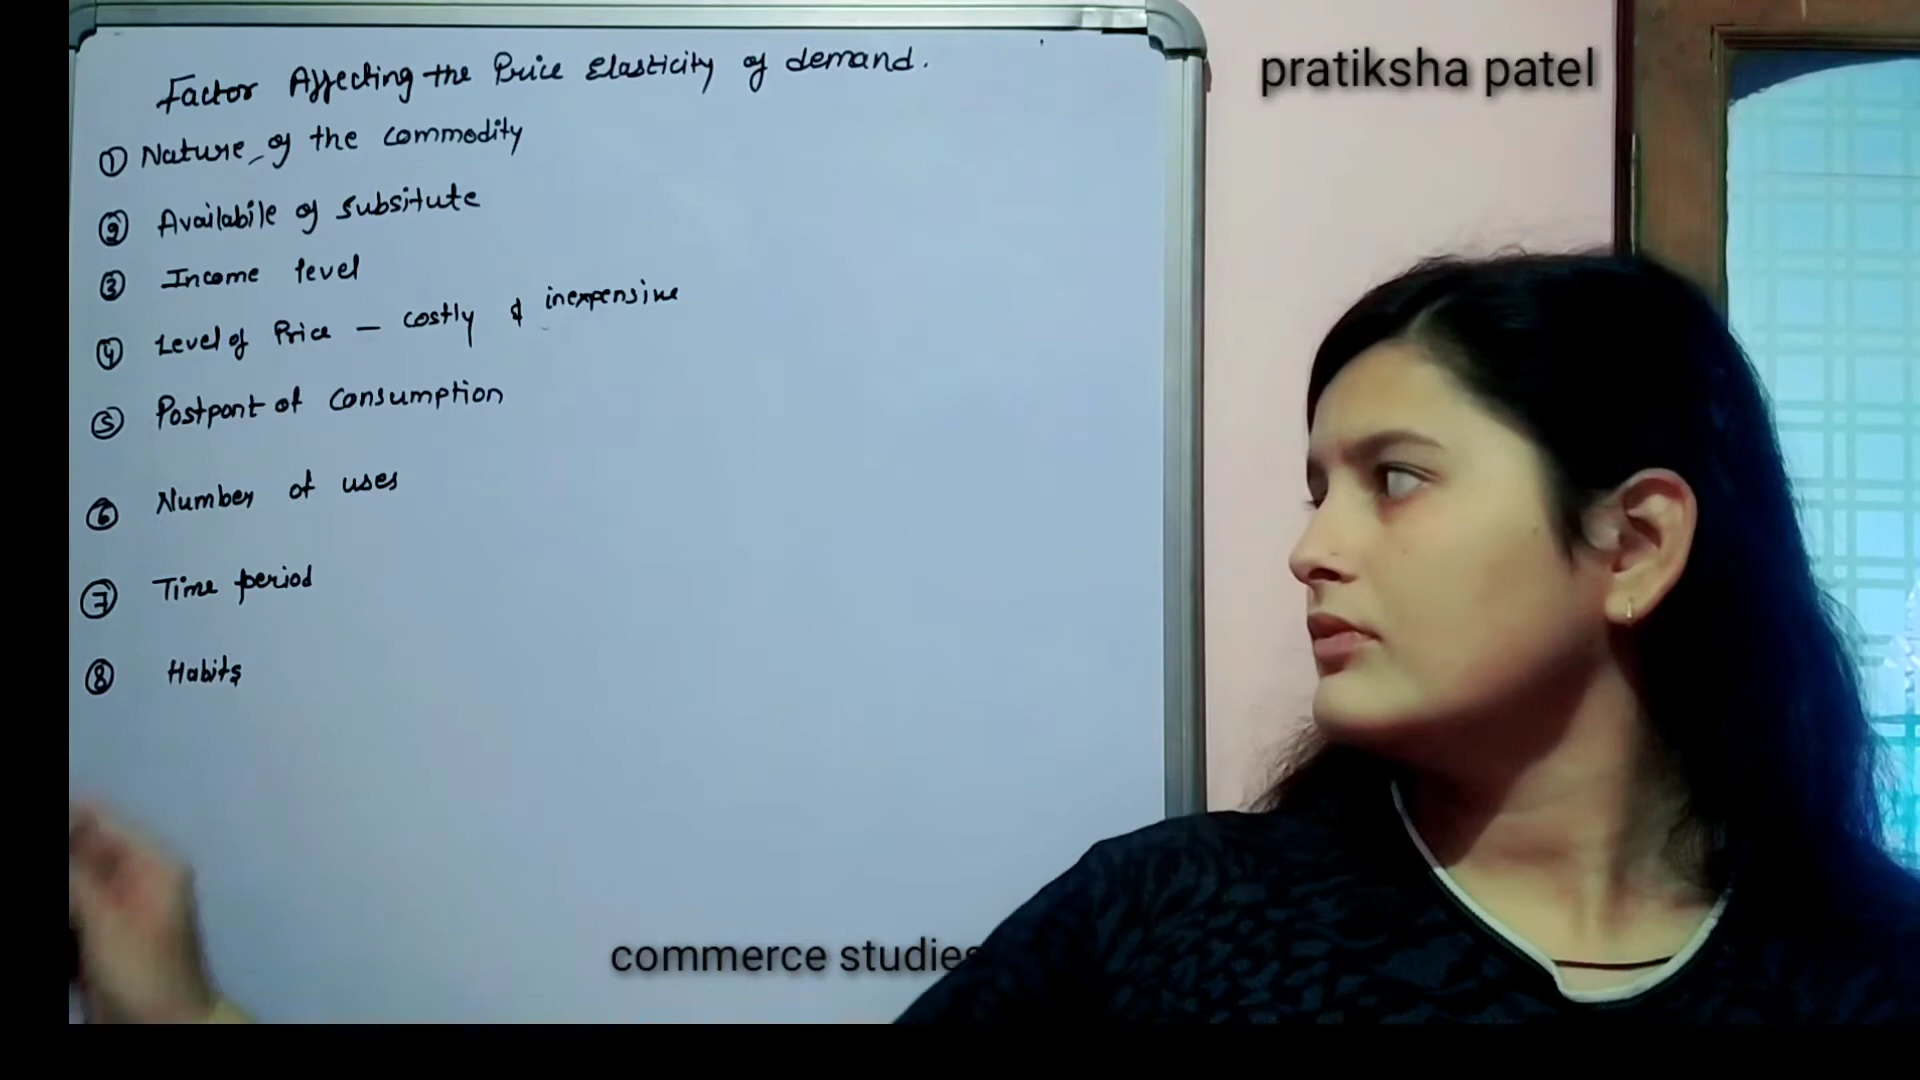 Factor Affecting the Price Elasticity of demand.
pratiksha patel
① Nature of the commodity
② Availabile of subsitute
③ Income level
④ Level of Price – costly & inexpensive
⑤ Postpont of Consumption
⑥ Number of uses
⑦ Time period
⑧ Habits
commerce studies